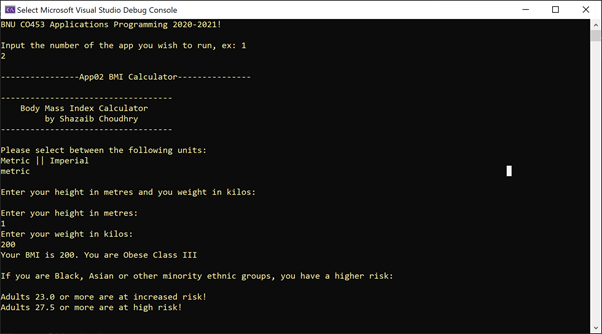 Select Microsoft Visual Studio Debug Console
BNU CO453 Applications Programming 2020-2021!
Input the number of the app you wish to run, ex: 1
2
---------------App02 BMI Calculator---------------
----------------------------------
Body Mass Index Calculator
by Shazaib Choudhry
----------------------------------
Please select between the following units:
Metric || Imperial
metric
Enter your height in metres and you weight in kilos:
Enter your height in metres:
1
Enter your weight in kilos:
200
Your BMI is 200. You are Obese Class III
If you are Black, Asian or other minority ethnic groups, you have a higher risk:
Adults 23.0 or more are at increased risk!
Adults 27.5 or more are at high risk!